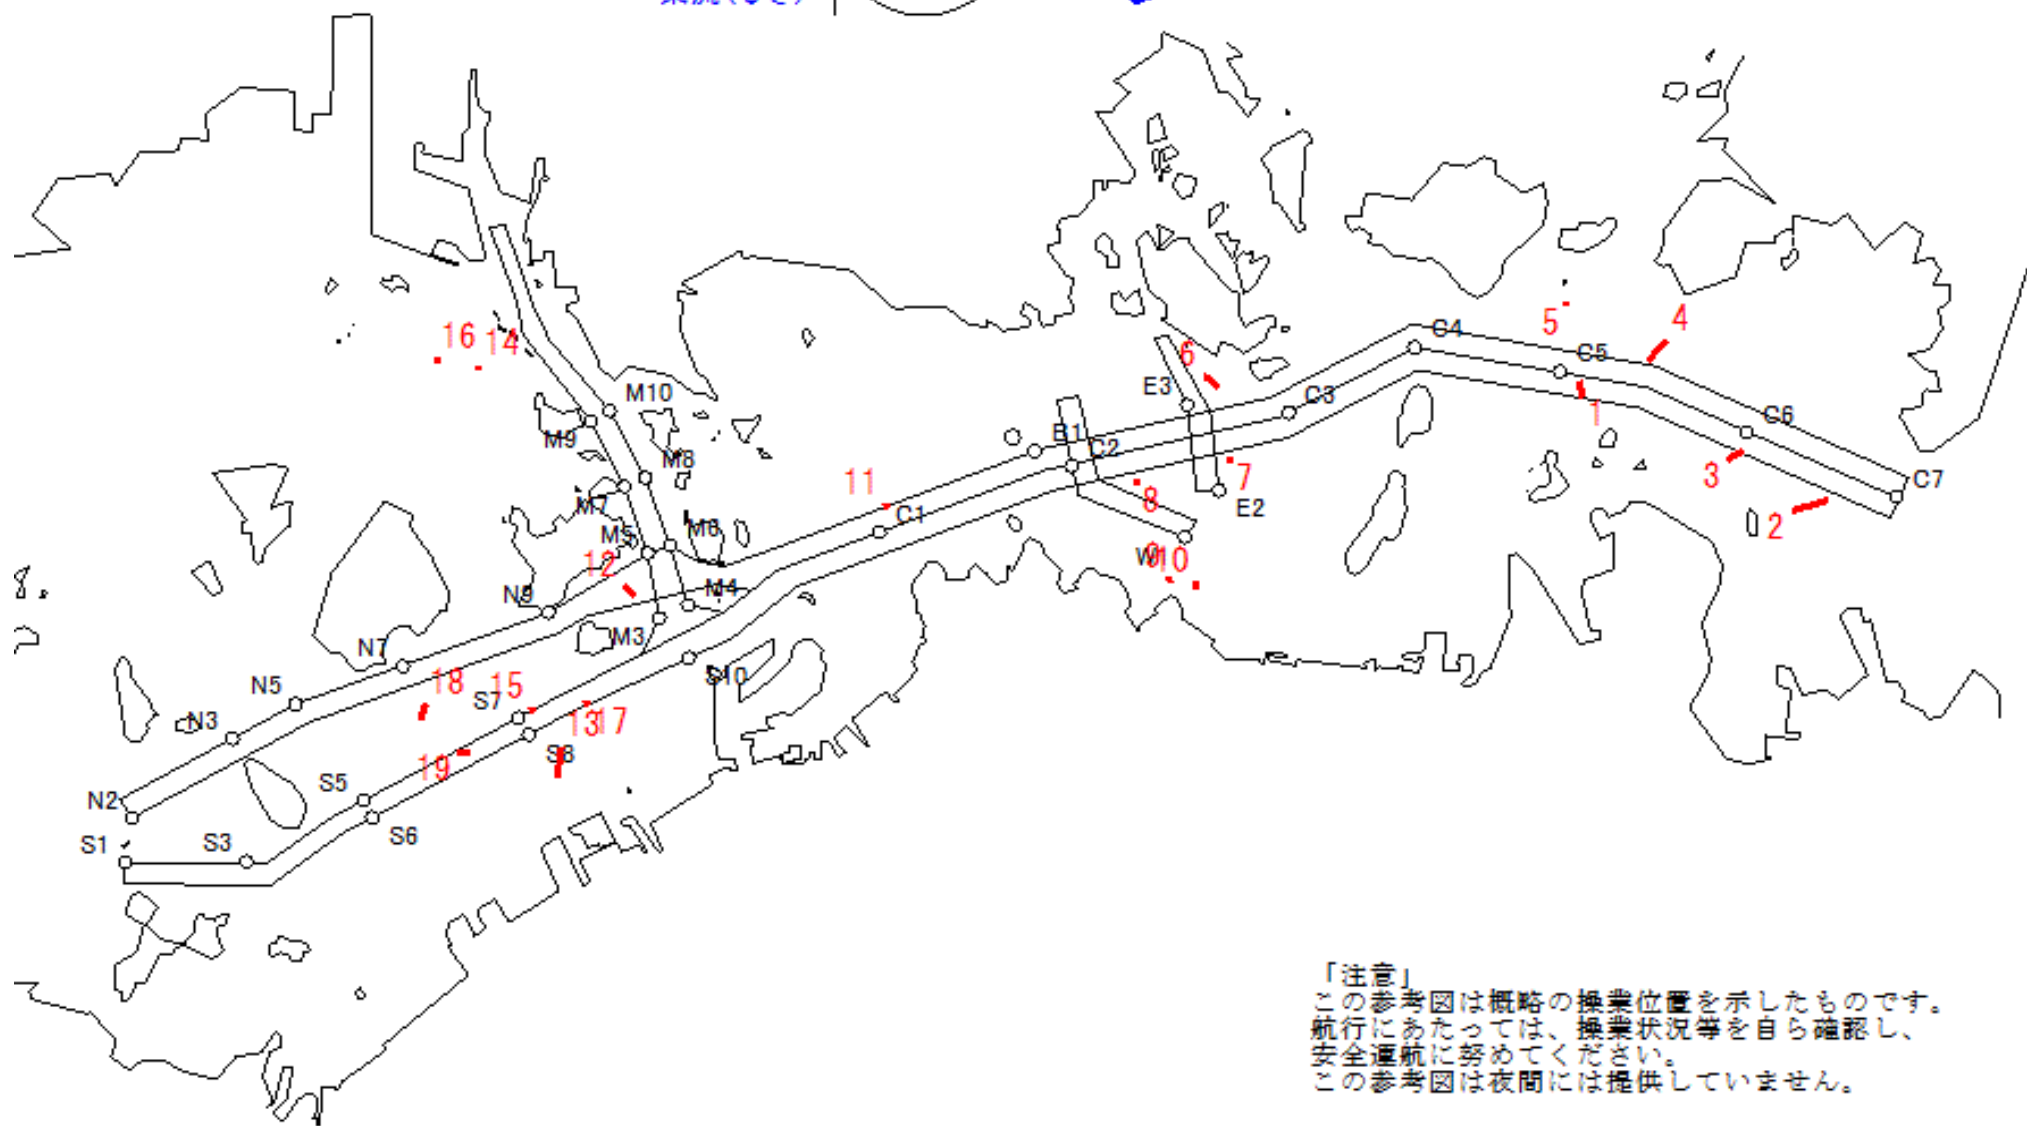 16
14
4
5
C4
C5
6
E3
M10
C3
1
C6
M9
B1
C2
M8
11
7
3
C7
M7
8
E2
2
C1
M5
M6
W1
9
10
12
N9
M4
M3
N7
18
15
S10
N5
S7
N3
13
17
S8
19
S5
N2
S6
S1
S3
「注意」
この参考図は概略の操業位置を示したものです。
航行にあたっては、操業状況等を自ら確認し、
安全運航に努めてください。
この参考図は夜間には提供していません。